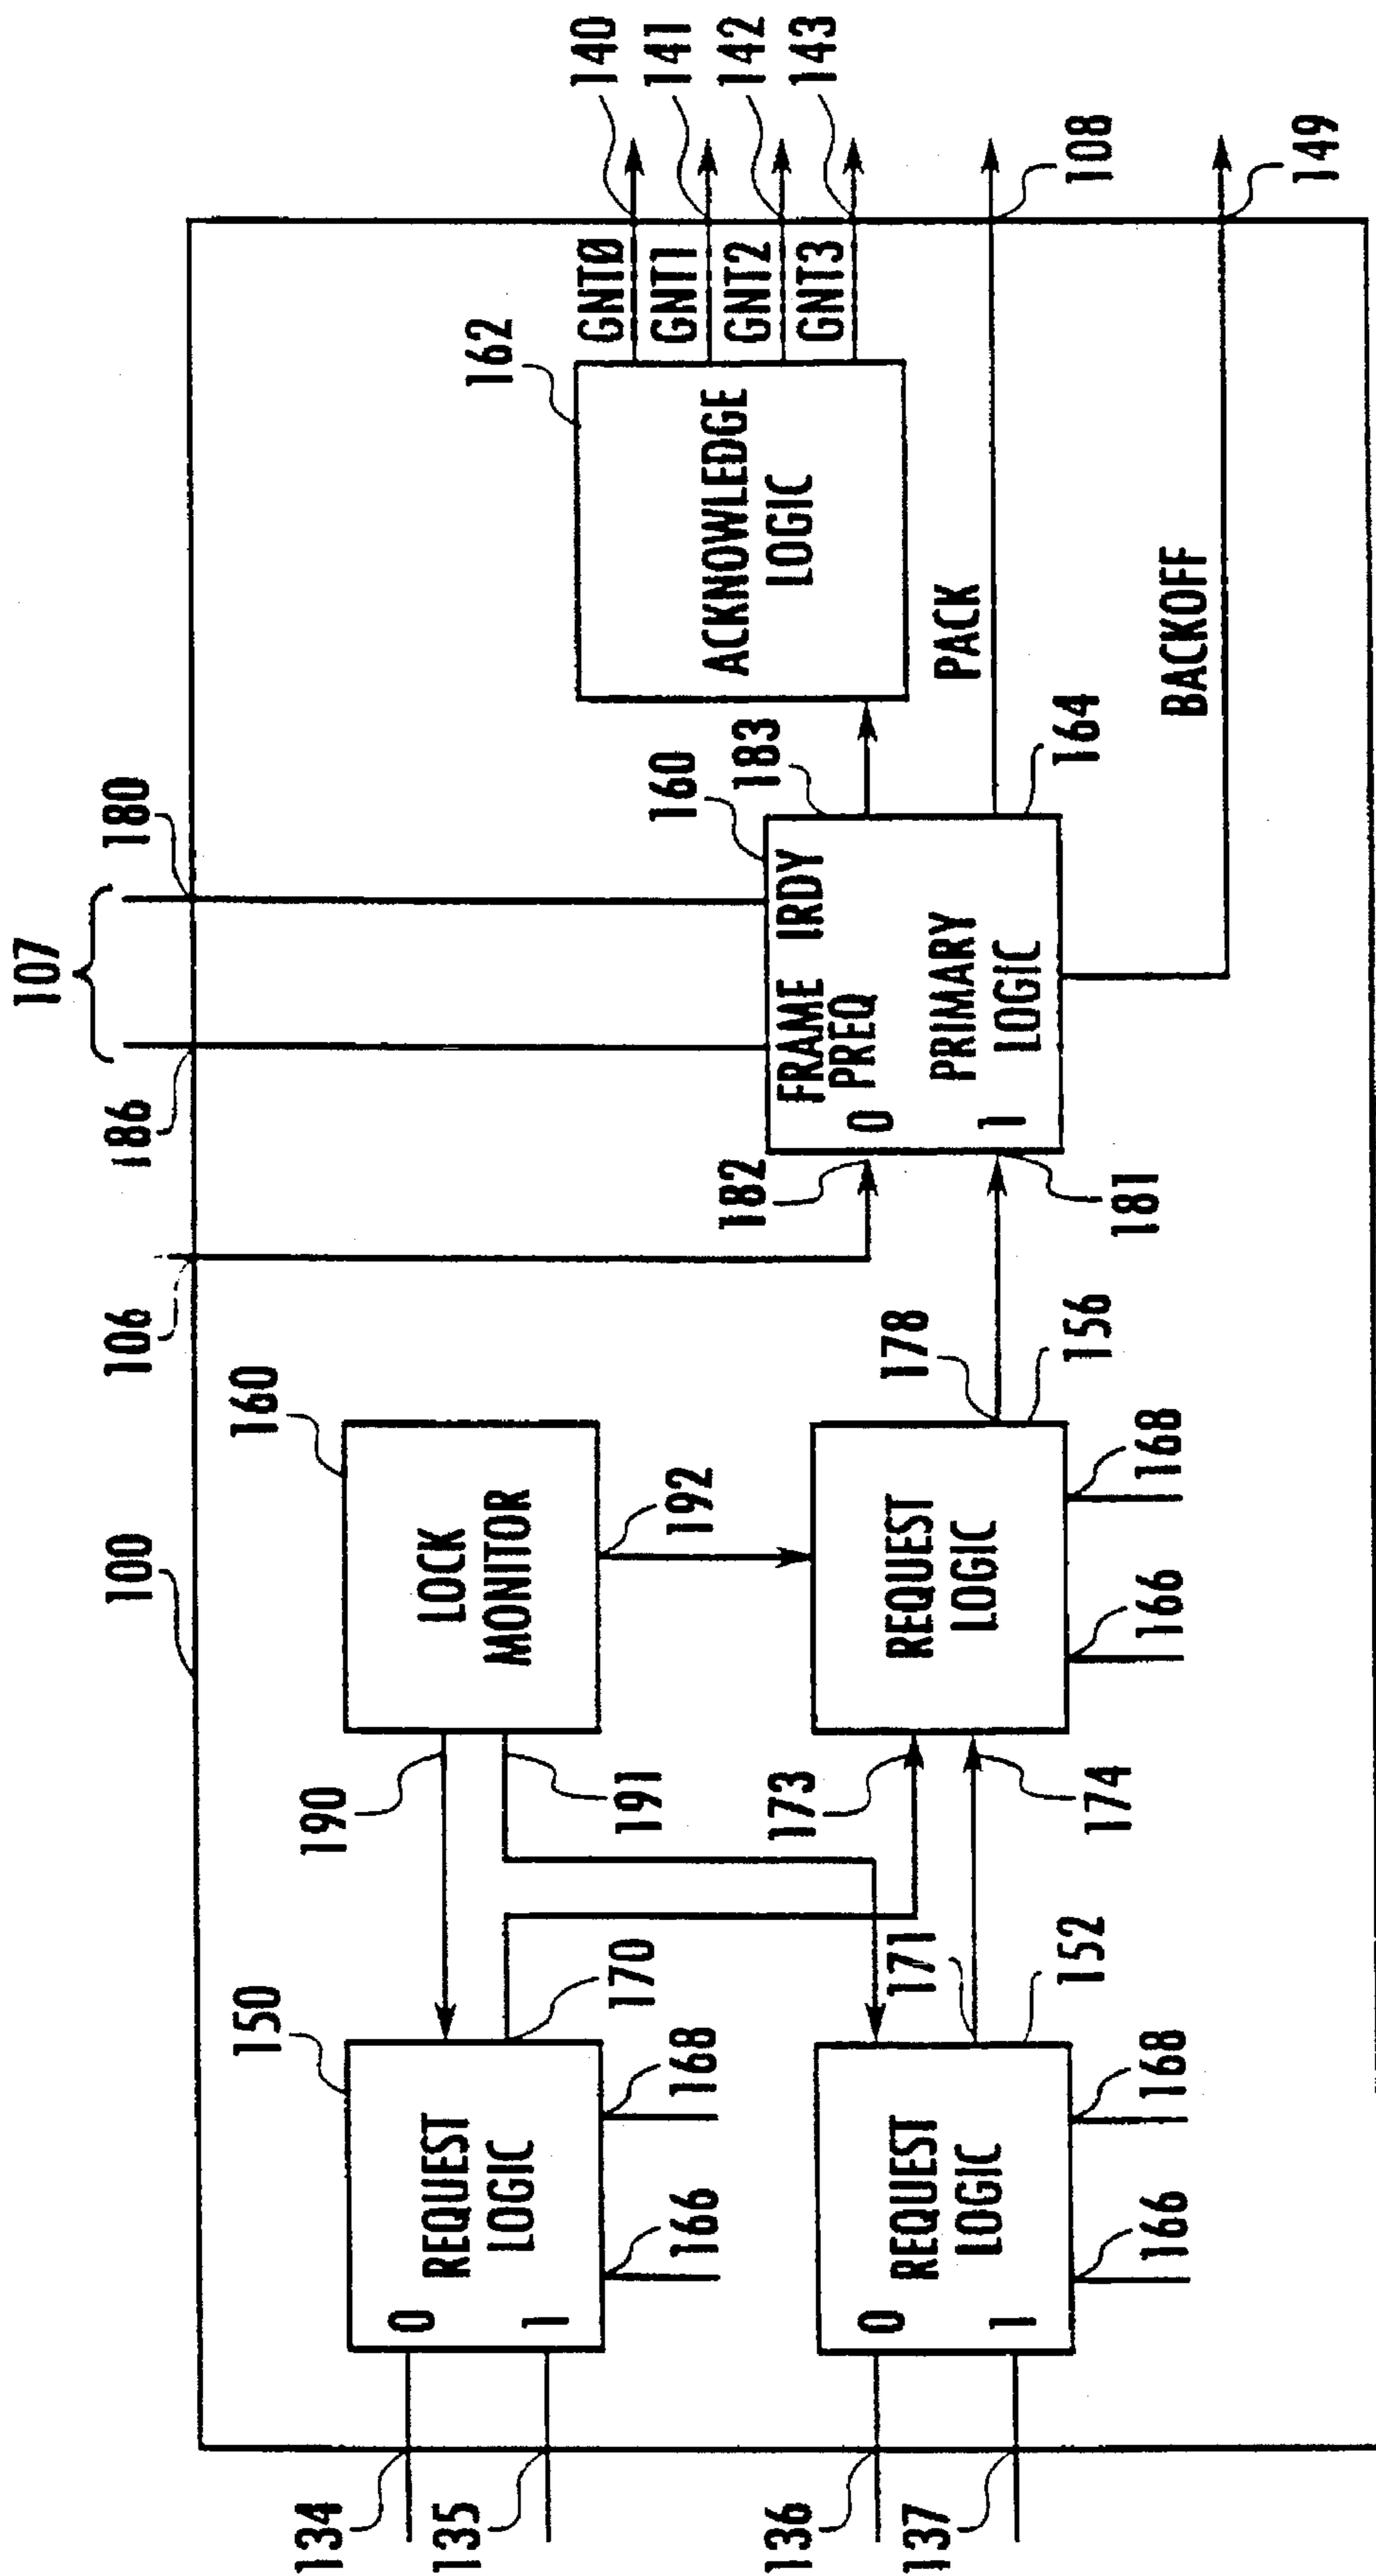 107
106
186
180
100
160
150
134
135
REQUEST
LOGIC
0
1
166
168
170
190
191
LOCK
MONITOR
192
136
137
REQUEST
LOGIC
0
1
166
168
171
152
173
174
REQUEST
LOGIC
166
168
178
156
182
181
160
183
FRAME IRDY
PREQ
0
PRIMARY
LOGIC
1
164
162
ACKNOWLEDGE
LOGIC
GNT0
GNT1
GNT2
GNT3
140
141
142
143
PACK
108
BACKOFF
149